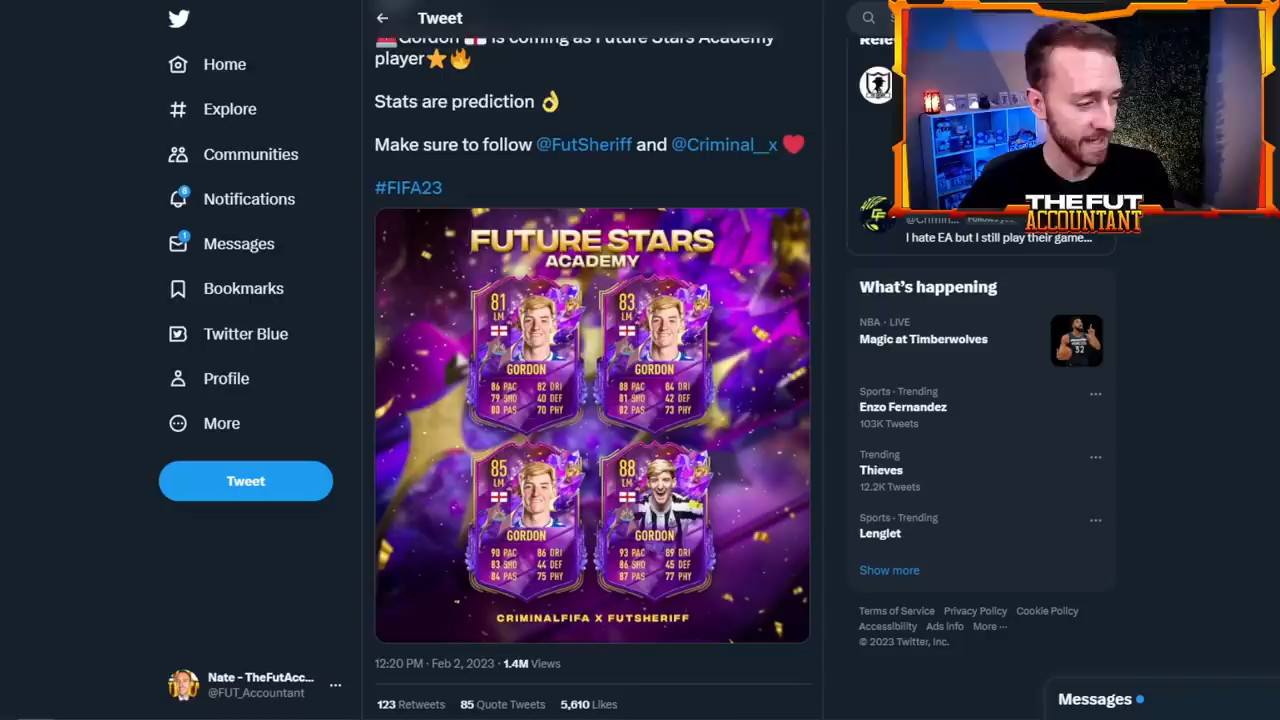 Tweet
Home
Explore
Communities
8
Notifications
1
Messages
Bookmarks
Twitter Blue
Profile
More
Tweet
Nate - TheFutAcc...
@FUT_Accountant
Gordon is coming as Future Stars Academy
player
Stats are prediction
Make sure to follow @FutSheriff and @Criminal__x
#FIFA23
FUTURE STARS
ACADEMY
81
LM
GORDON
86 PAC 82 DRI
79 SHO 40 DEF
80 PAS 70 PHY
83
LM
GORDON
88 PAC 84 DRI
81 SHO 42 DEF
82 PAS 73 PHY
85
LM
GORDON
90 PAC 86 DRI
83 SHO 44 DEF
84 PAS 75 PHY
88
LM
GORDON
93 PAC 89 DRI
86 SHO 45 DEF
87 PAS 77 PHY
CRIMINALFIFA X FUTSHERIFF
12:20 PM · Feb 2, 2023 · 1.4M Views
123 Retweets 85 Quote Tweets 5,610 Likes
THE FUT
ACCOUNTANT
@Crimin...
I hate EA but I still play their game...
What's happening
NBA · LIVE
Magic at Timberwolves
Sports · Trending
Enzo Fernandez
103K Tweets
Trending
Thieves
12.2K Tweets
Sports · Trending
Lenglet
Show more
Terms of Service Privacy Policy Cookie Policy
Accessibility Ads info More ···
© 2023 Twitter, Inc.
Messages